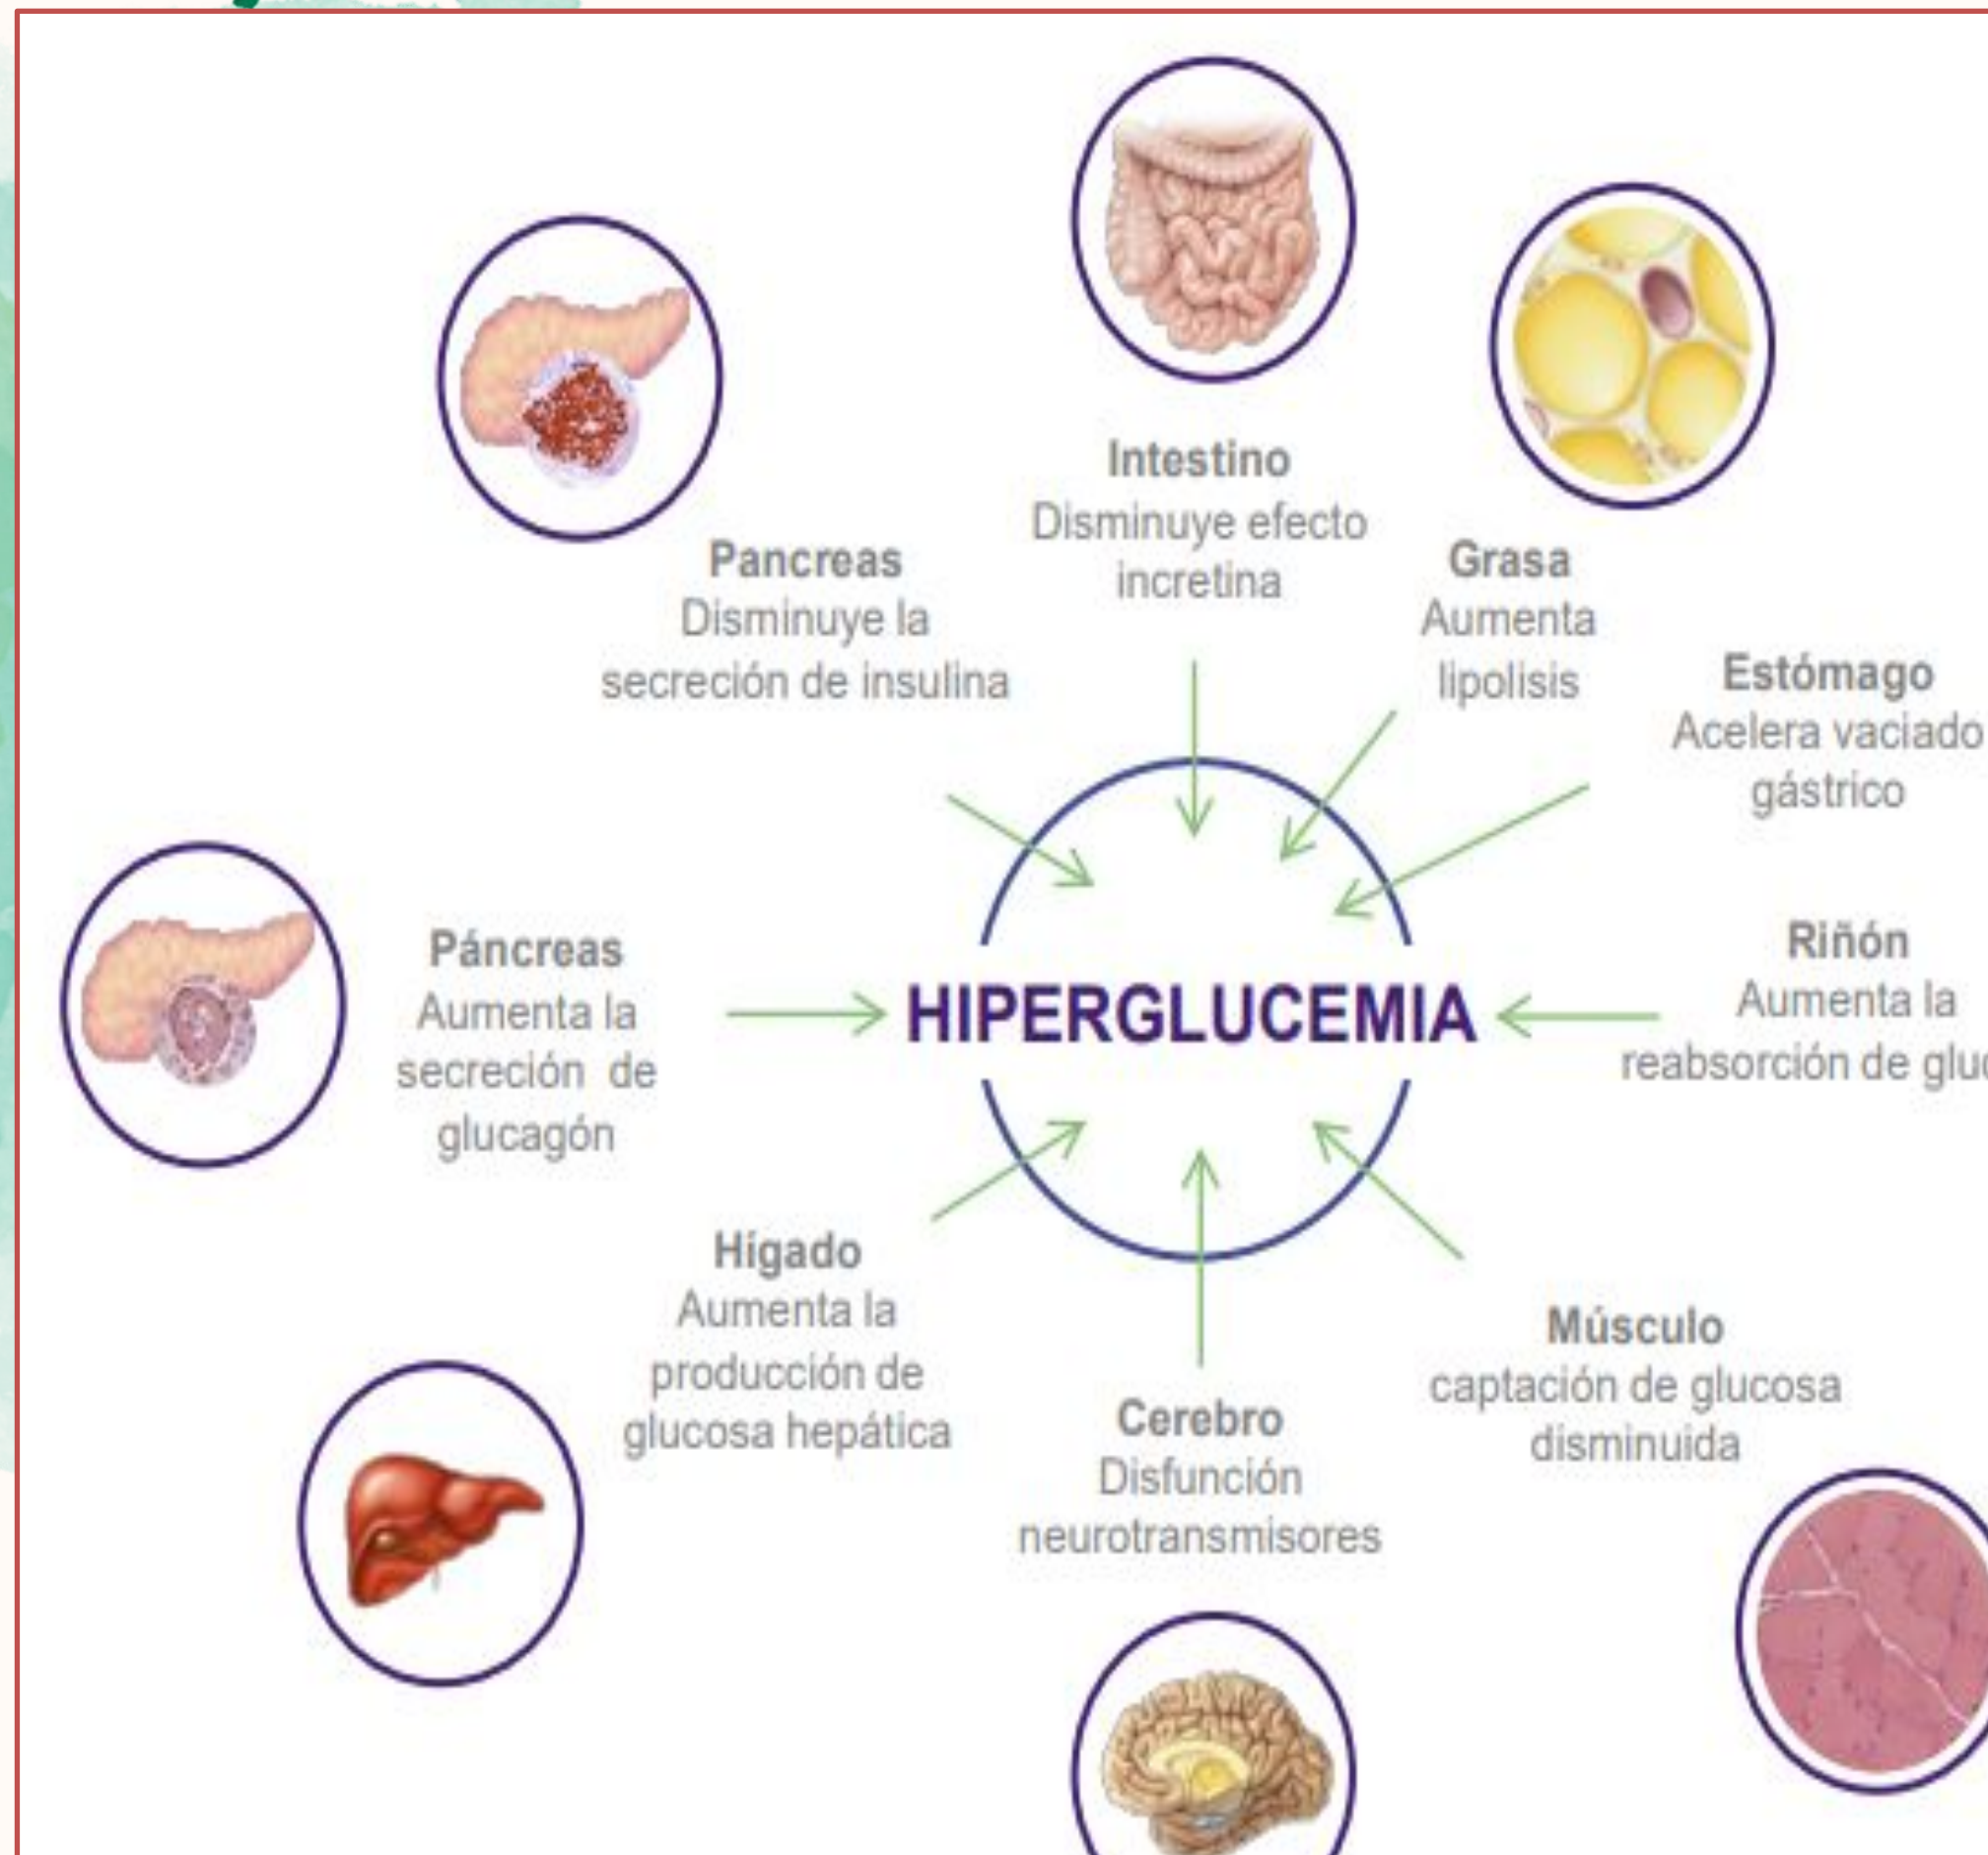 Intestino
Disminuye efecto
incretina
Pancreas
Disminuye la
secreción de insulina
Grasa
Aumenta
lipolisis
Estómago
Acelera vaciado
gástrico
Páncreas
Aumenta la
secreción de
glucagón
HIPERGLUCEMIA
Riñón
Aumenta la
reabsorción de
Hígado
Aumenta la
producción de
glucosa hepática
Cerebro
Disfunción
neurotransmisores
Músculo
captación de glucosa
disminuida